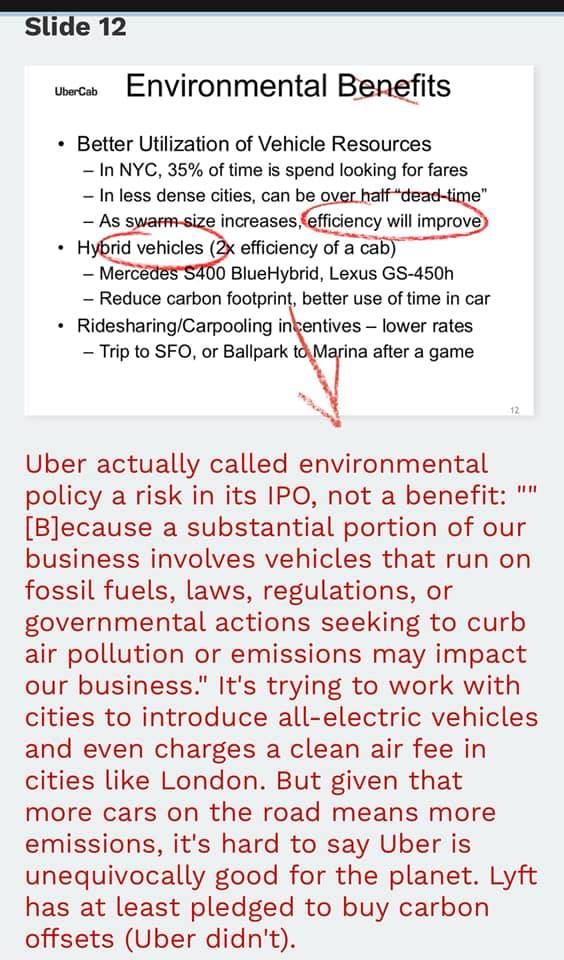 Slide 12
UberCab Environmental Benefits
• Better Utilization of Vehicle Resources
– In NYC, 35% of time is spend looking for fares
– In less dense cities, can be over half “dead-time”
– As swarm size increases, efficiency will improve
• Hybrid vehicles (2x efficiency of a cab)
– Mercedes S400 BlueHybrid, Lexus GS-450h
– Reduce carbon footprint, better use of time in car
• Ridesharing/Carpooling incentives – lower rates
– Trip to SFO, or Ballpark to Marina after a game
12
Uber actually called environmental
policy a risk in its IPO, not a benefit: ""
[B]ecause a substantial portion of our
business involves vehicles that run on
fossil fuels, laws, regulations, or
governmental actions seeking to curb
air pollution or emissions may impact
our business." It's trying to work with
cities to introduce all-electric vehicles
and even charges a clean air fee in
cities like London. But given that
more cars on the road means more
emissions, it's hard to say Uber is
unequivocally good for the planet. Lyft
has at least pledged to buy carbon
offsets (Uber didn't).